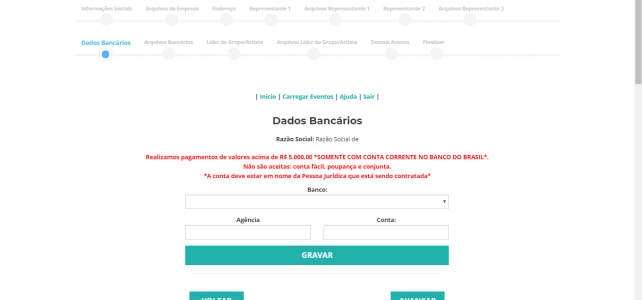 Informações Iniciais Arquivos da Empresa Endereço Representante 1 Arquivos Representante 1 Representante 2 Arquivos Representante 2
Dados Bancários Arquivos Bancários Líder do Grupo/Artista Arquivos Líder do Grupo/Artista Demais Anexos Finalizar
| Início | Carregar Eventos | Ajuda | Sair |
Dados Bancários
Razão Social: Razão Social de
Realizamos pagamentos de valores acima de R$ 5.000,00 *SOMENTE COM CONTA CORRENTE NO BANCO DO BRASIL*.
Não são aceitas: conta fácil, poupança e conjunta.
*A conta deve estar em nome da Pessoa Jurídica que está sendo contratada*
Banco:
Agência Conta:
GRAVAR
VOLTAR AVANÇAR